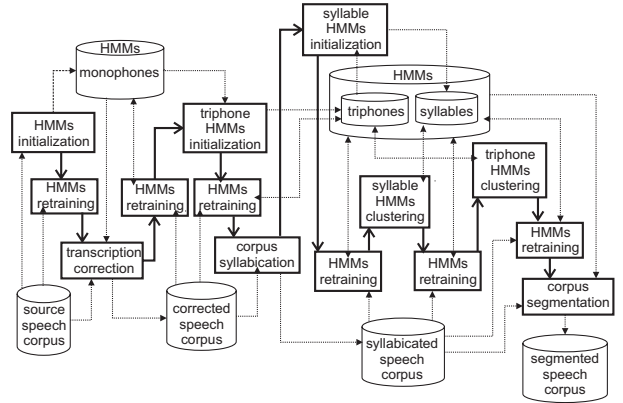 syllable
HMMs
initialization
HMMs
monophones
HMMs
triphones
syllables
HMMs
initialization
triphone
HMMs
initialization
triphone
HMMs
clustering
HMMs
retraining
HMMs
retraining
HMMs
retraining
syllable
HMMs
clustering
HMMs
retraining
transcription
correction
corpus
syllabication
HMMs
retraining
HMMs
retraining
corpus
segmentation
source
speech
corpus
corrected
speech
corpus
syllabicated
speech
corpus
segmented
speech
corpus